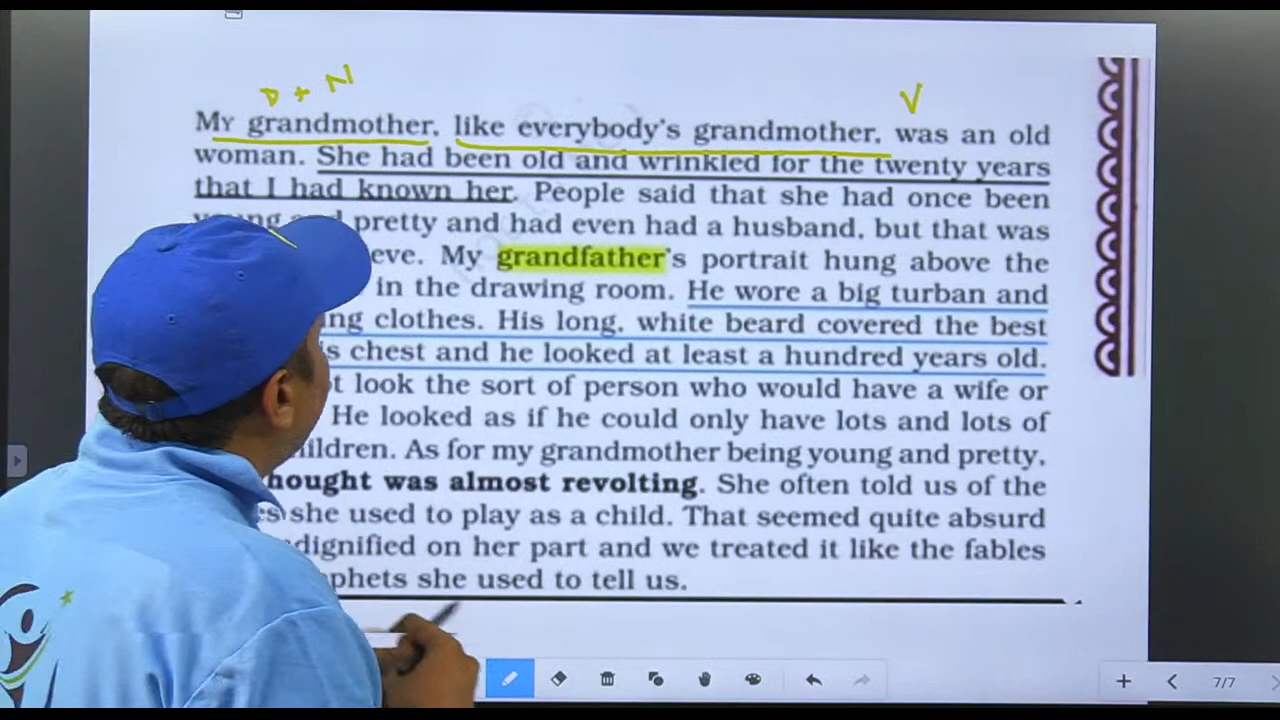 D + N
V
My grandmother, like everybody's grandmother, was an old
woman. She had been old and wrinkled for the twenty years
that I had known her. People said that she had once been
pretty and had even had a husband, but that was
eve. My grandfather's portrait hung above the
in the drawing room. He wore a big turban and
ing clothes. His long, white beard covered the best
s chest and he looked at least a hundred years old.
t look the sort of person who would have a wife or
He looked as if he could only have lots and lots of
ildren. As for my grandmother being young and pretty,
hought was almost revolting. She often told us of the
es she used to play as a child. That seemed quite absurd
dignified on her part and we treated it like the fables
phets she used to tell us.
7/7